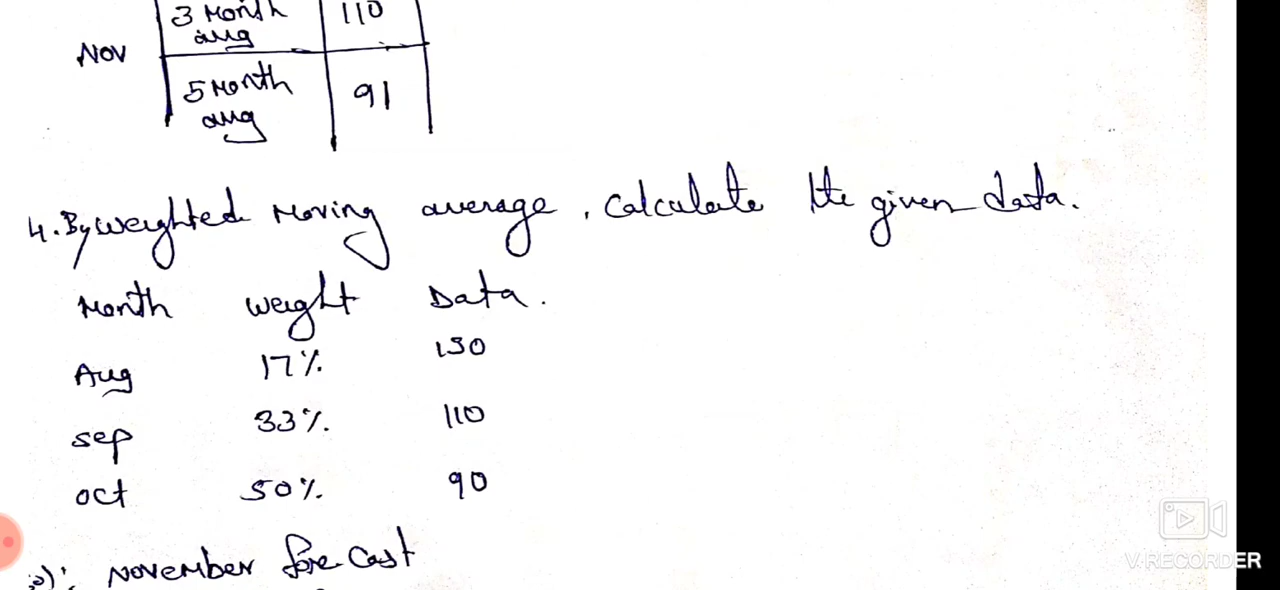 3 Month 110
avg
Nov
5 Month 91
avg
4. By weighted Moving average, calculate the given data.
Month weight Data.
Aug 17% 130
sep 33% 110
oct 50% 90
November forecast
V RECORDER